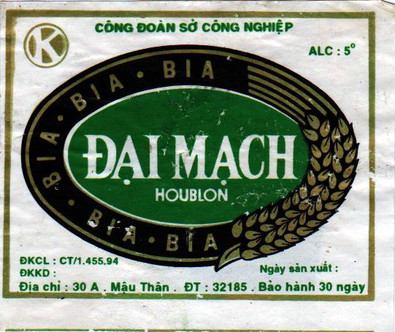 CÔNG ĐOÀN SỞ CÔNG NGHIỆP
K
ALC : 5°
BIA · BIA · BIA
ĐẠI MẠCH
HOUBLON
BIA · BIA
ĐKCL : CT/1.455.94
ĐKKD :
Ngày sản xuất :
Địa chỉ : 30 A . Mậu Thân . ĐT : 32185 . Bảo hành 30 ngày